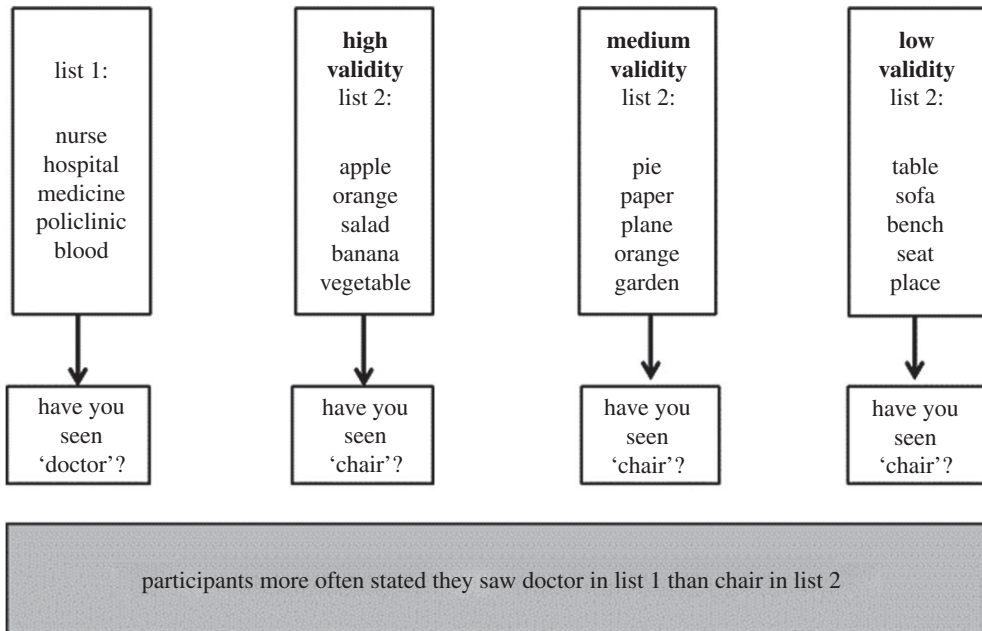 list 1:
nurse
hospital
medicine
policlinic
blood
high
validity
list 2:
apple
orange
salad
banana
vegetable
medium
validity
list 2:
pie
paper
plane
orange
garden
low
validity
list 2:
table
sofa
bench
seat
place
have you
seen
‘doctor’?
have you
seen
‘chair’?
have you
seen
‘chair’?
have you
seen
‘chair’?
participants more often stated they saw doctor in list 1 than chair in list 2